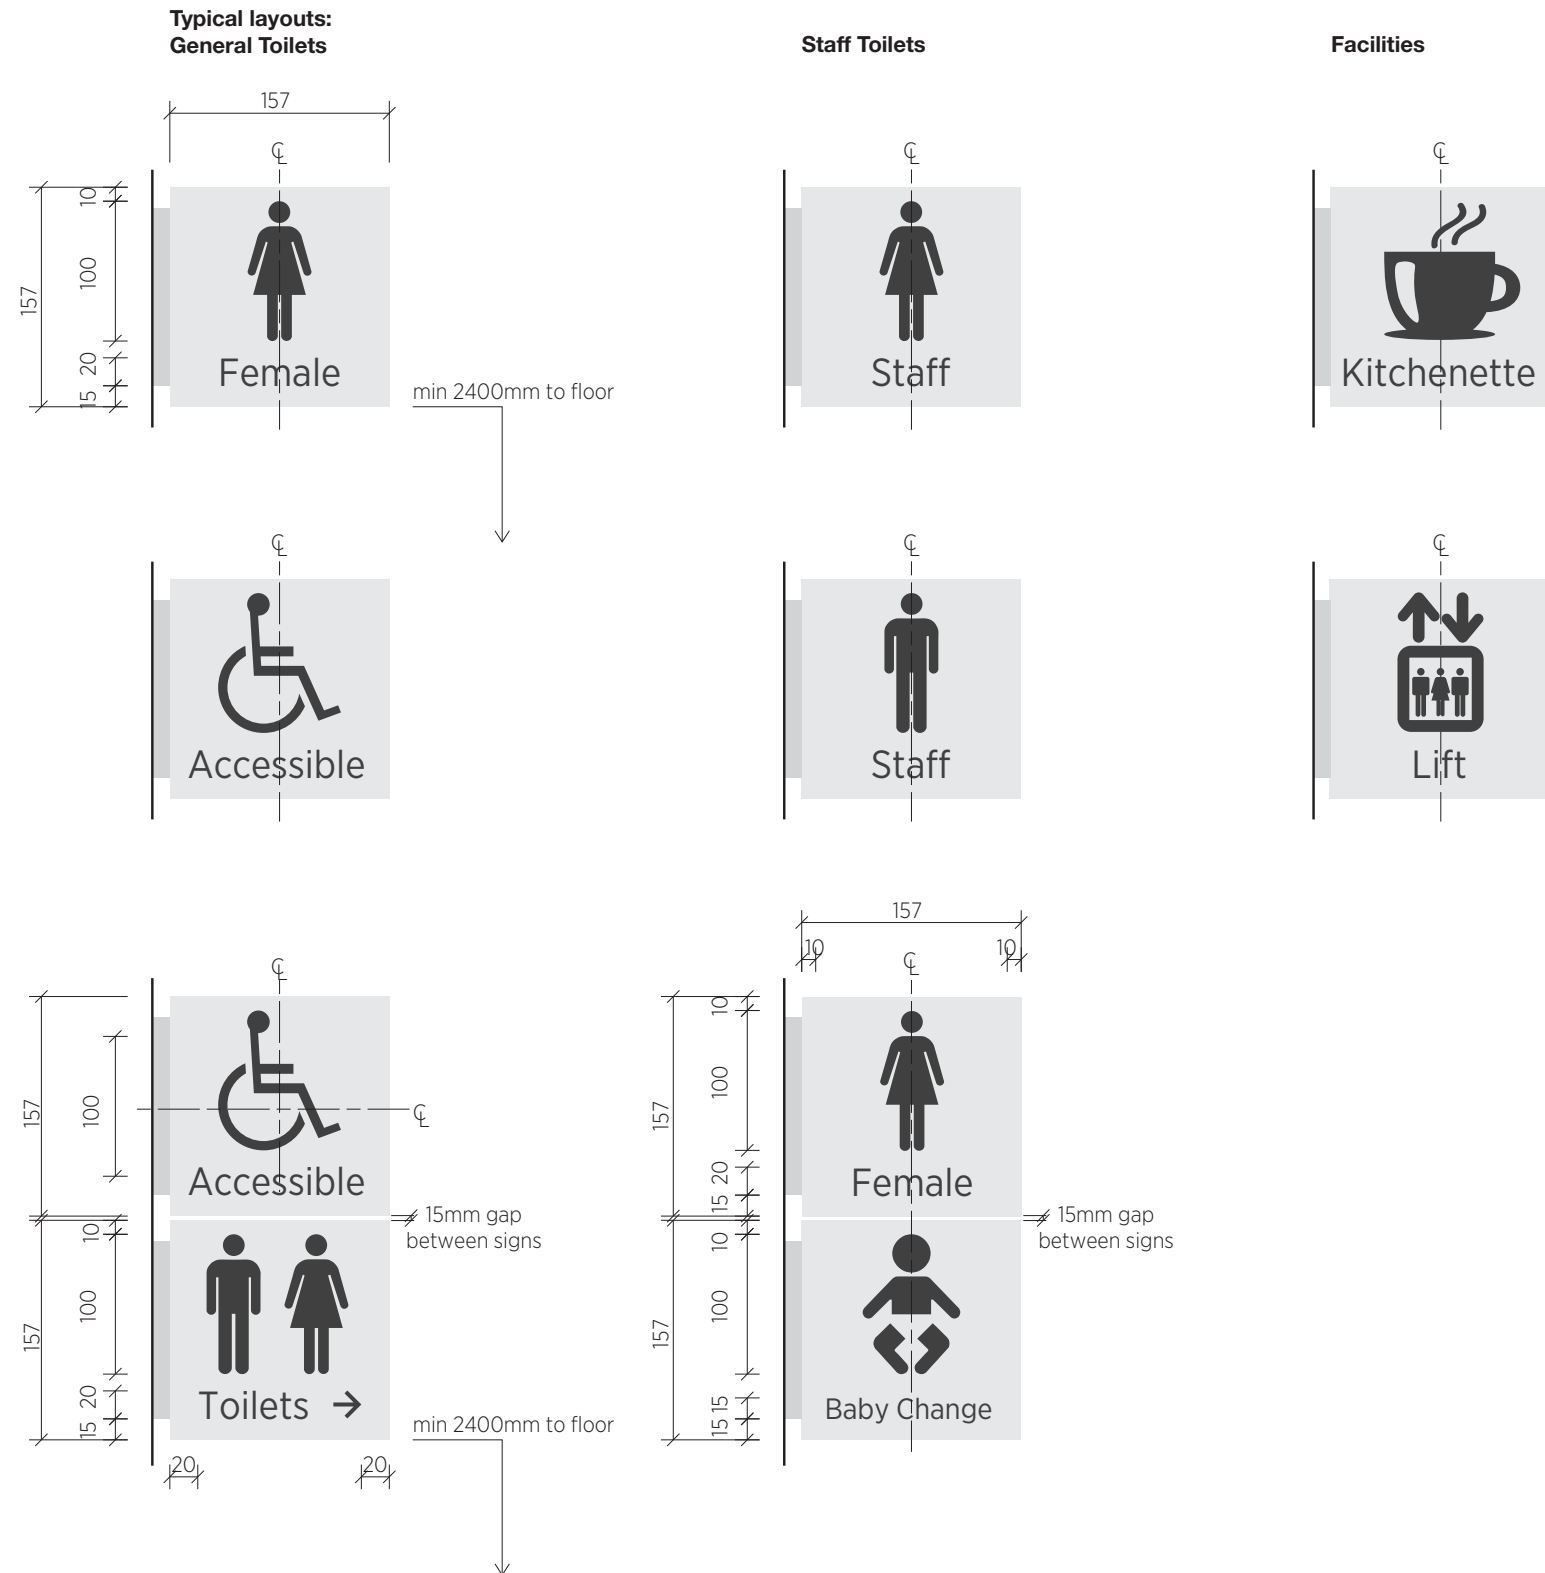 Typical layouts:
General Toilets
Staff Toilets
Facilities
157
℄
℄
℄
10
100
157
20
15
Female
Staff
Kitchenette
min 2400mm to floor
℄
℄
℄
Accessible
Staff
Lift
157
10
10
℄
℄
157
100
℄
Accessible
10
100
157
20
15
Female
15mm gap
between signs
15mm gap
between signs
10
100
157
20
15
Toilets →
10
100
157
15
15
Baby Change
min 2400mm to floor
20
20